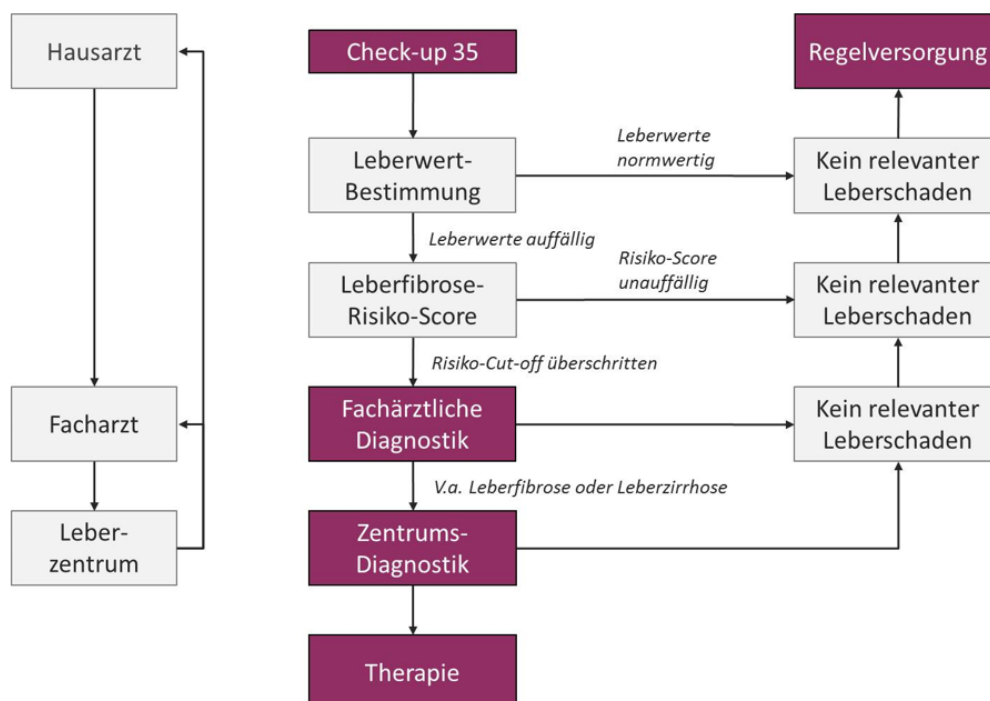 Hausarzt
Facharzt
Leber-
zentrum
Check-up 35
Leberwert-
Bestimmung
Leberwerte auffällig
Leberfibrose-
Risiko-Score
Risiko-Cut-off überschritten
Fachärztliche
Diagnostik
V.a. Leberfibrose oder Leberzirrhose
Zentrums-
Diagnostik
Therapie
Leberwerte
normwertig
Risiko-Score
unauffällig
Regelversorgung
Kein relevanter
Leberschaden
Kein relevanter
Leberschaden
Kein relevanter
Leberschaden